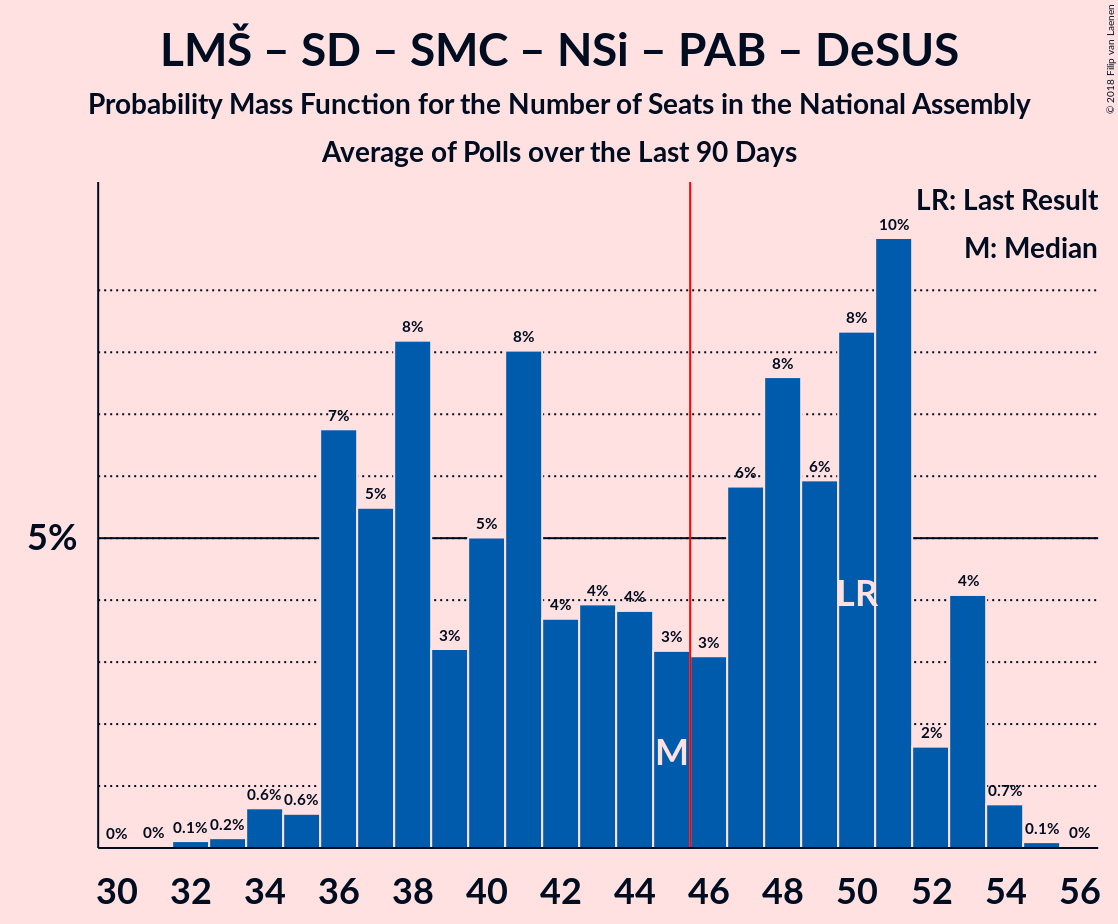 LMŠ – SD – SMC – NSi – PAB – DeSUS
Probability Mass Function for the Number of Seats in the National Assembly
Average of Polls over the Last 90 Days
© 2018 Filip van Laenen
LR: Last Result
M: Median
5%
0% 0% 0.1% 0.2% 0.6% 0.6% 7% 5% 8% 3% 5% 8% 4% 4% 4% 3% 3% 6% 8% 6% 8% 10% 2% 4% 0.7% 0.1% 0%
LR
M
30 32 34 36 38 40 42 44 46 48 50 52 54 56